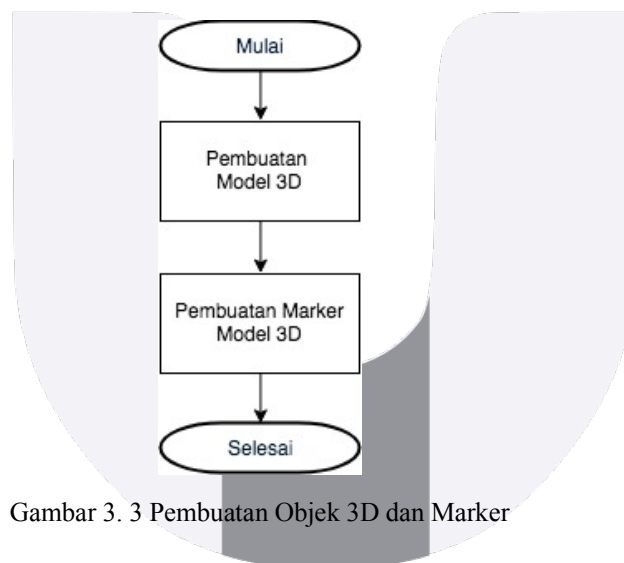 Mulai
Pembuatan
Model 3D
Pembuatan Marker
Model 3D
Selesai
Gambar 3. 3 Pembuatan Objek 3D dan Marker